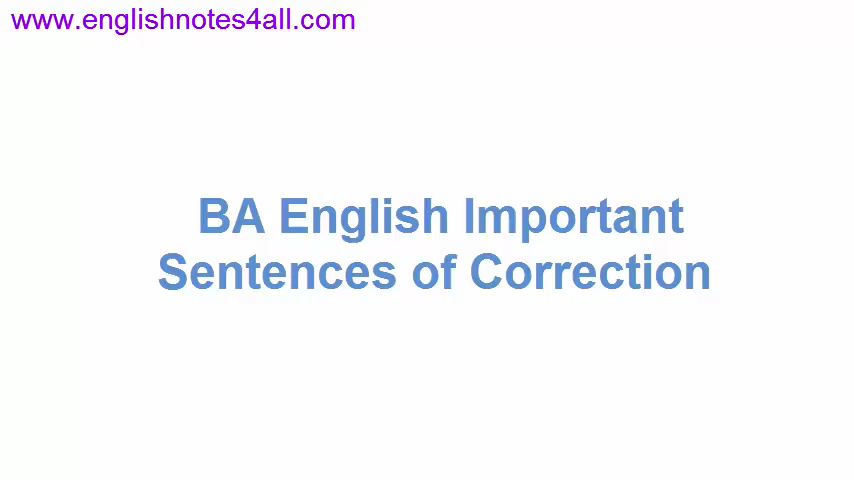 www.englishnotes4all.com
BA English Important
Sentences of Correction